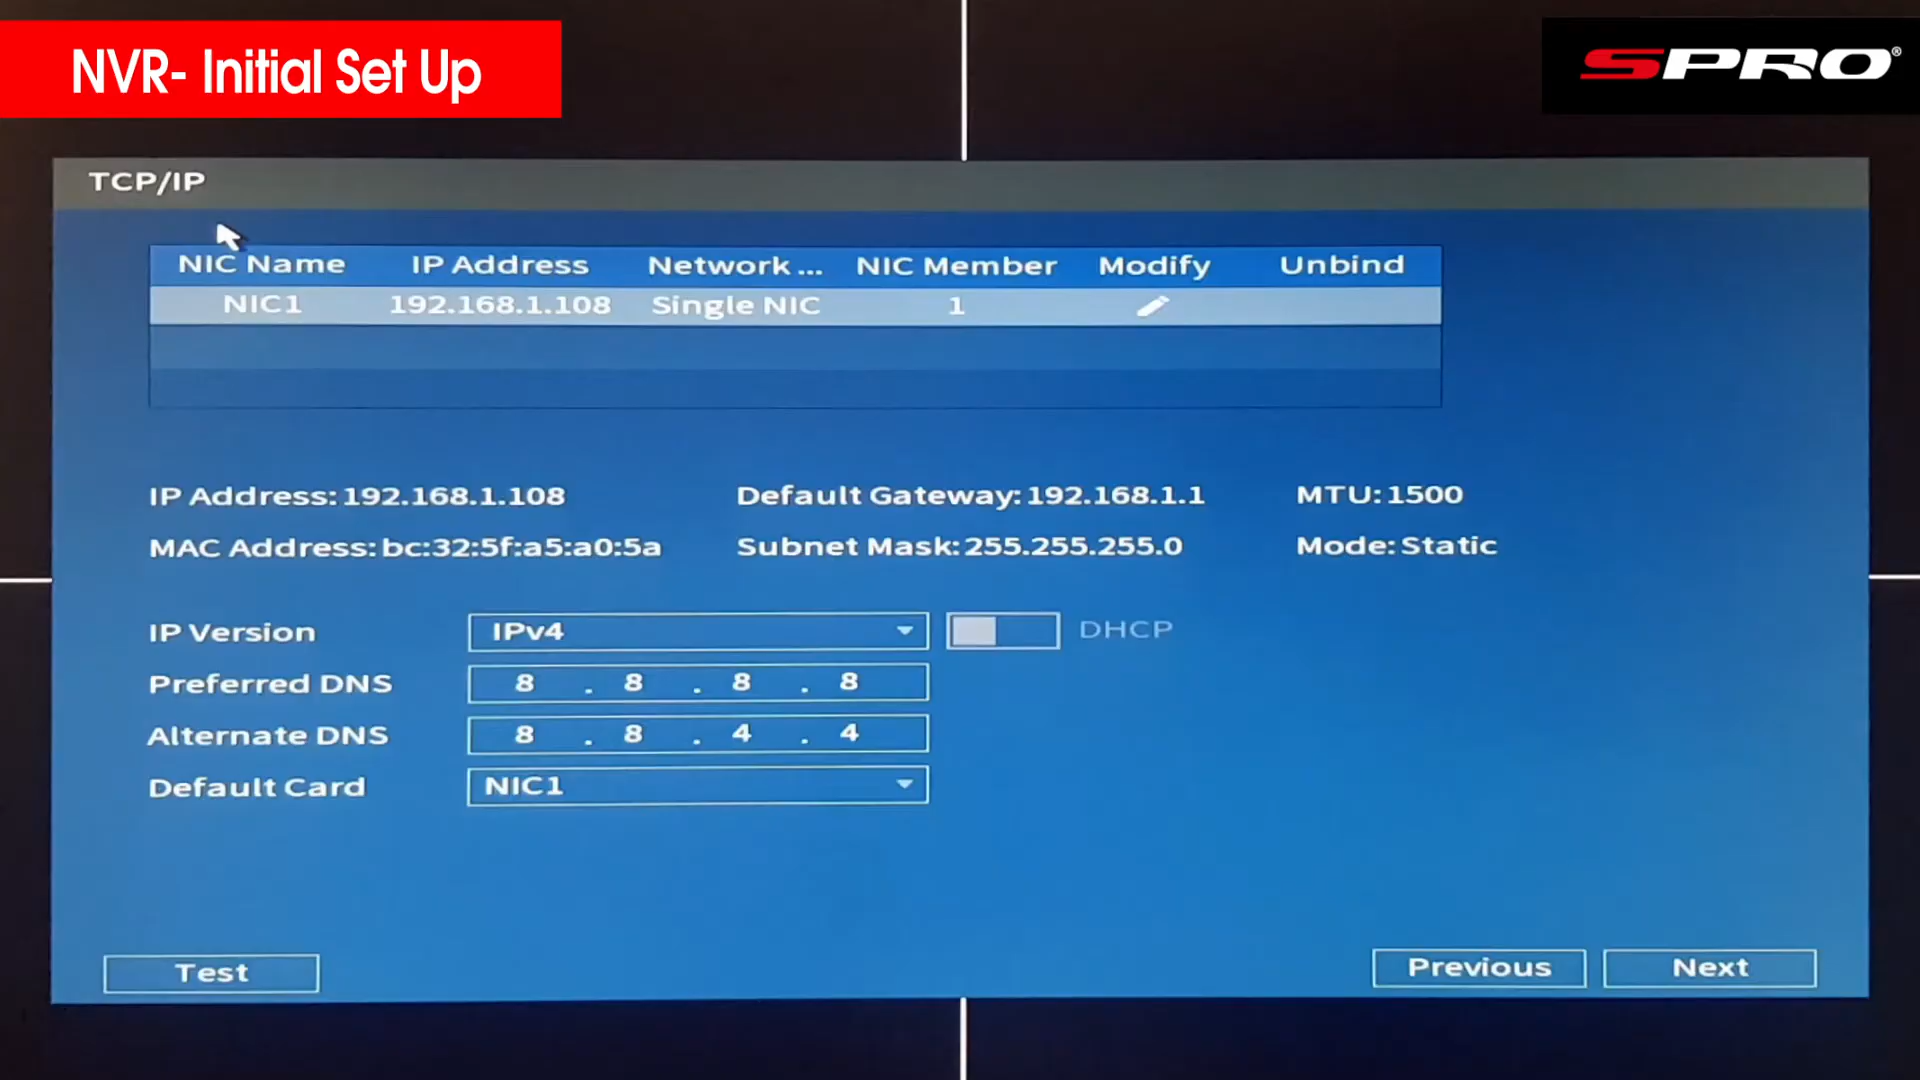 NVR- Initial Set Up
SPRO®
TCP/IP
NIC Name IP Address Network ... NIC Member Modify Unbind
NIC1 192.168.1.108 Single NIC 1
IP Address: 192.168.1.108 Default Gateway: 192.168.1.1 MTU: 1500
MAC Address: bc:32:5f:a5:a0:5a Subnet Mask: 255.255.255.0 Mode: Static
IP Version IPv4 DHCP
Preferred DNS 8 . 8 . 8 . 8
Alternate DNS 8 . 8 . 4 . 4
Default Card NIC1
Test Previous Next